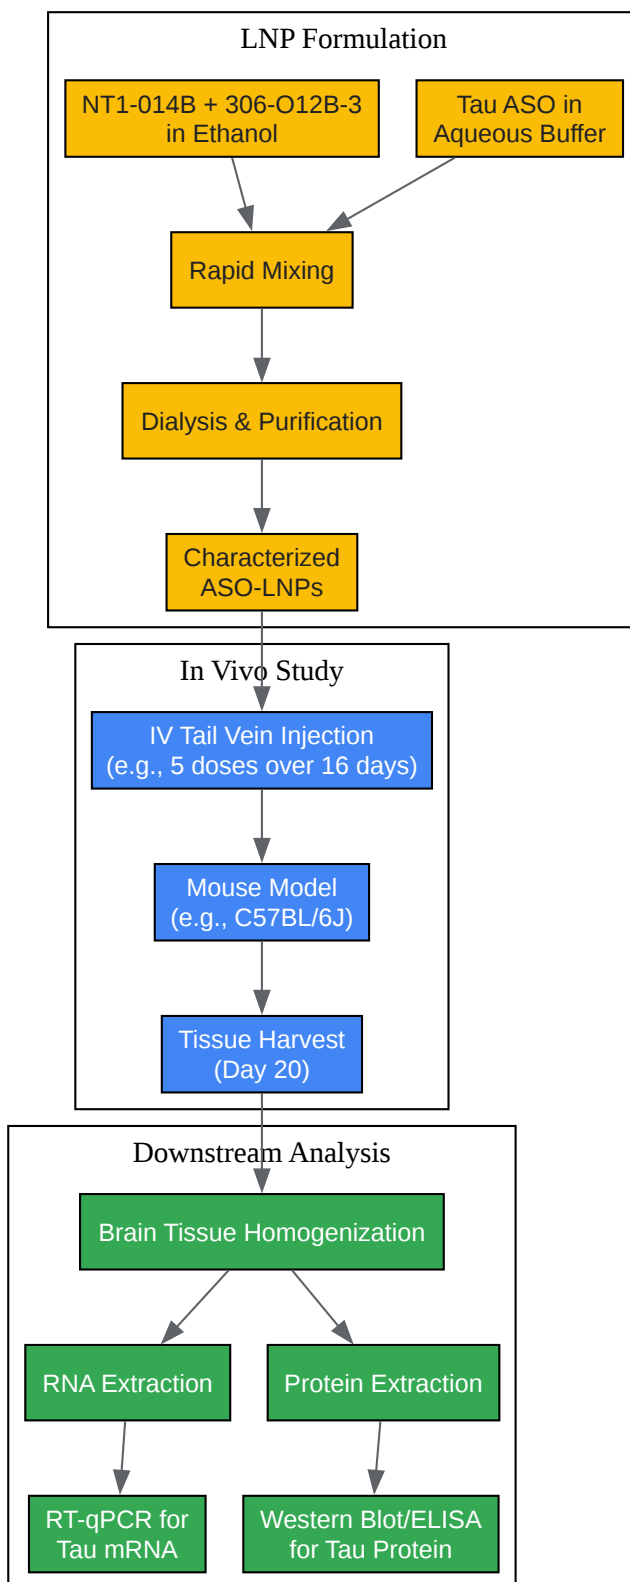 LNP Formulation
NT1-014B + 306-O12B-3
in Ethanol
Tau ASO in
Aqueous Buffer
Rapid Mixing
Dialysis & Purification
Characterized
ASO-LNPs
In Vivo Study
IV Tail Vein Injection
(e.g., 5 doses over 16 days)
Mouse Model
(e.g., C57BL/6J)
Tissue Harvest
(Day 20)
Downstream Analysis
Brain Tissue Homogenization
RNA Extraction
Protein Extraction
RT-qPCR for
Tau mRNA
Western Blot/ELISA
for Tau Protein